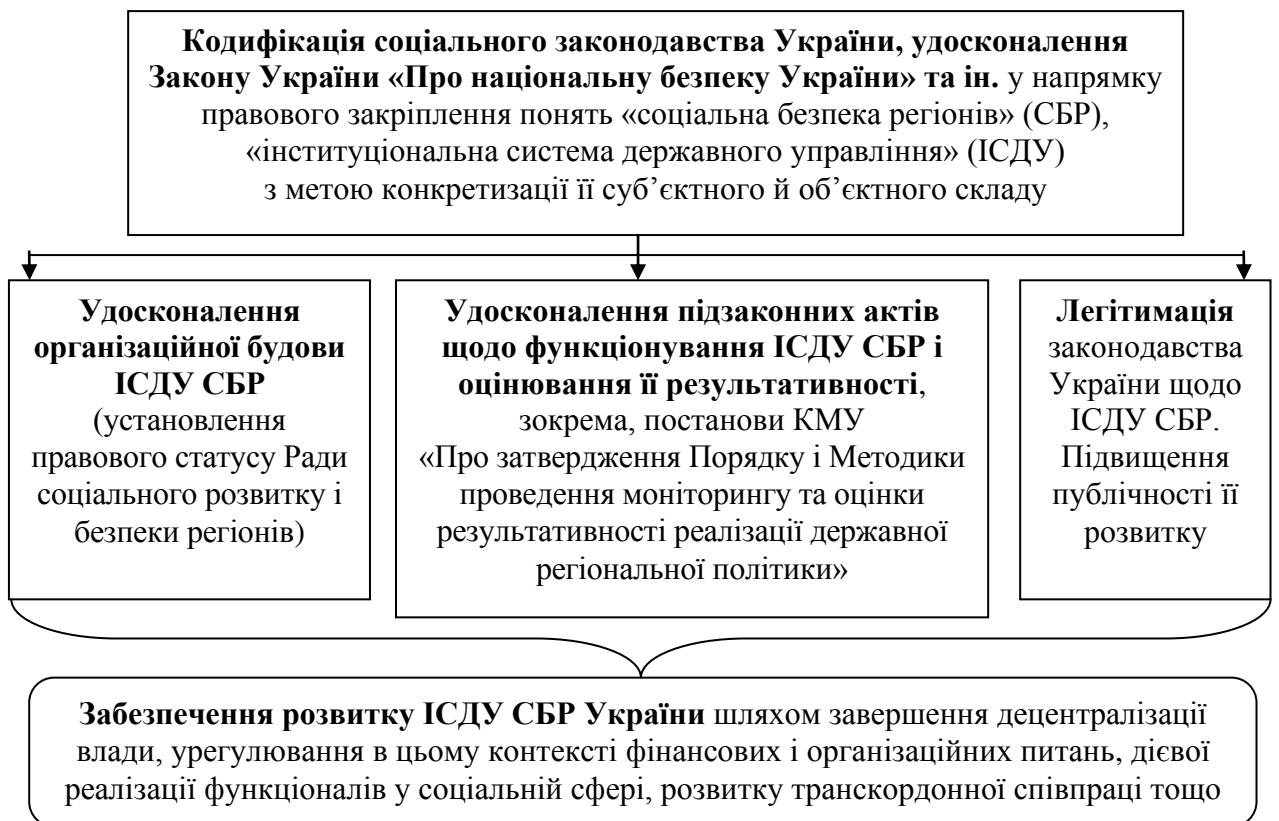 Кодифікація соціального законодавства України, удосконалення
Закону України «Про національну безпеку України» та ін. у напрямку
правового закріплення понять «соціальна безпека регіонів» (СБР),
«інституціональна система державного управління» (ІСДУ)
з метою конкретизації її суб’єктного й об’єктного складу
Удосконалення
організаційної будови
ІСДУ СБР
(установлення
правового статусу Ради
соціального розвитку і
безпеки регіонів)
Удосконалення підзаконних актів
щодо функціонування ІСДУ СБР і
оцінювання її результативності,
зокрема, постанови КМУ
«Про затвердження Порядку і Методики
проведення моніторингу та оцінки
результативності реалізації державної
регіональної політики»
Легітимація
законодавства
України щодо
ІСДУ СБР.
Підвищення
публічності її
розвитку
Забезпечення розвитку ІСДУ СБР України шляхом завершення децентралізації
влади, урегулювання в цьому контексті фінансових і організаційних питань, дієвої
реалізації функціоналів у соціальній сфері, розвитку транскордонної співпраці тощо